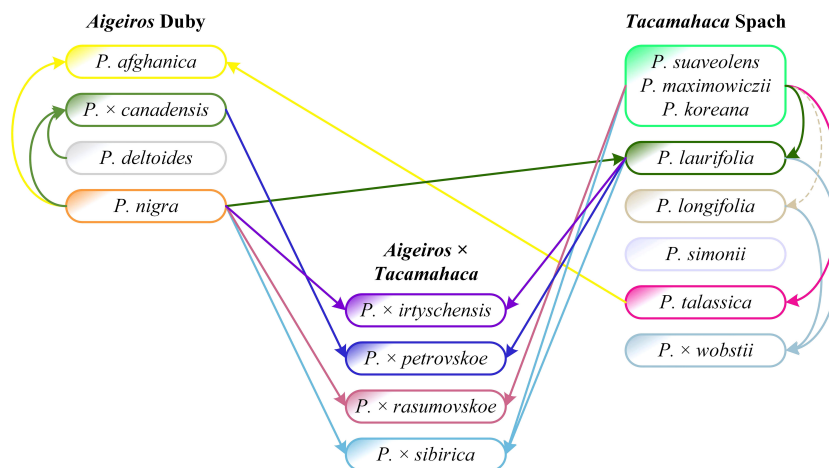 Aigeiros Duby
P. afghanica
P. × canadensis
P. deltoides
P. nigra
Aigeiros ×
Tacamahaca
P. × irtyschensis
P. × petrovskoe
P. × rasumovskoe
P. × sibirica
Tacamahaca Spach
P. suaveolens
P. maximowiczii
P. koreana
P. laurifolia
P. longifolia
P. simonii
P. talassica
P. × wobstii